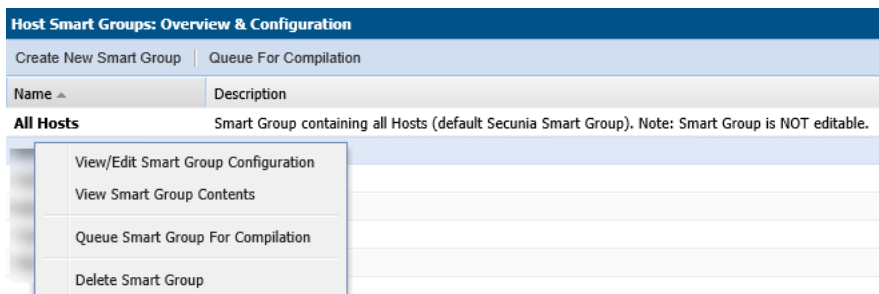 Host Smart Groups: Overview & Configuration
Create New Smart Group Queue For Compilation
Name Description
All Hosts Smart Group containing all Hosts (default Secunia Smart Group). Note: Smart Group is NOT editable.
View/Edit Smart Group Configuration
View Smart Group Contents
Queue Smart Group For Compilation
Delete Smart Group